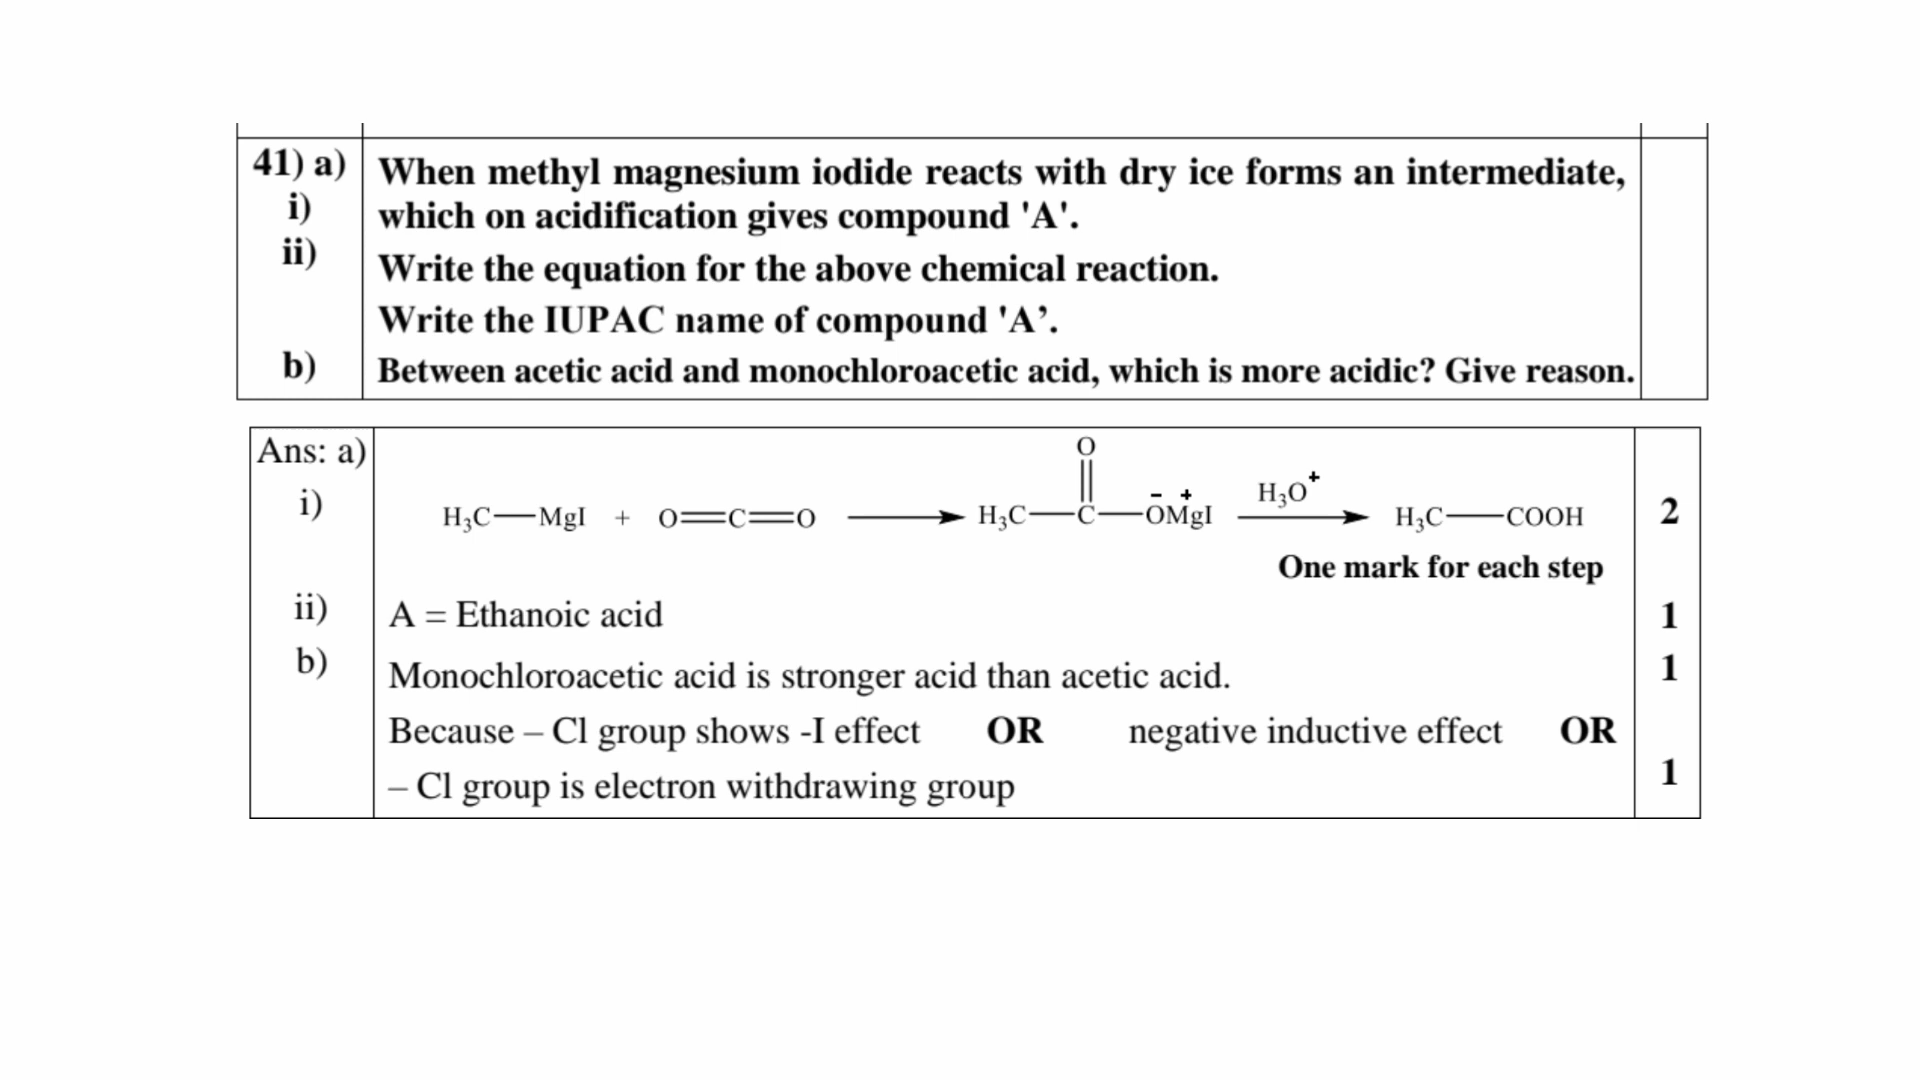 41) a) When methyl magnesium iodide reacts with dry ice forms an intermediate,
i) which on acidification gives compound 'A'.
ii) Write the equation for the above chemical reaction.
Write the IUPAC name of compound 'A’.
b) Between acetic acid and monochloroacetic acid, which is more acidic? Give reason.
Ans: a)
i) H3C—MgI + O=C=O → H3C—C(=O)—O⁻MgI⁺ H3O⁺ → H3C—COOH 2
One mark for each step
ii) A = Ethanoic acid 1
b) Monochloroacetic acid is stronger acid than acetic acid. 1
Because – Cl group shows -I effect OR negative inductive effect OR
– Cl group is electron withdrawing group 1